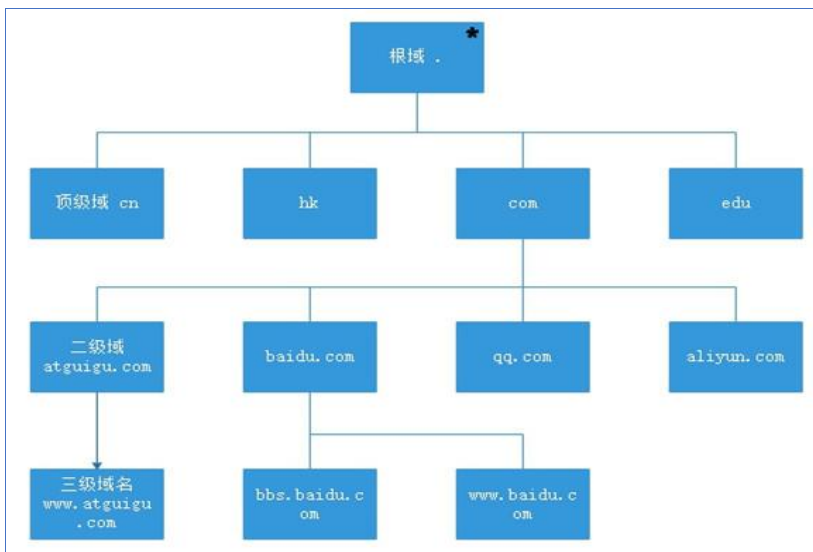 *
根域 .
顶级域 cn
hk
com
edu
二级域
atguigu.com
baidu.com
qq.com
aliyun.com
三级域名
www.atguigu
.com
bbs.baidu.c
om
www.baidu.c
om